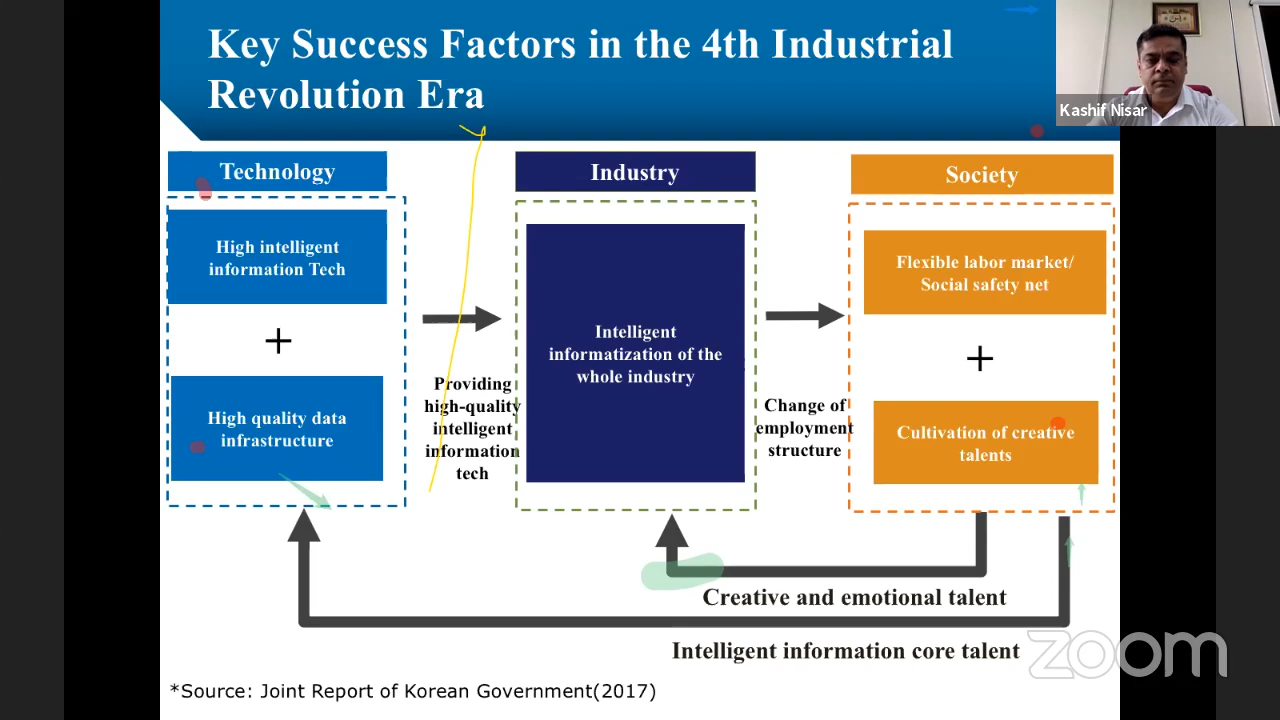 Key Success Factors in the 4th Industrial
Revolution Era
Kashif Nisar
Technology
High intelligent
information Tech
+
High quality data
infrastructure
Providing
high-quality
intelligent
information
tech
Industry
Intelligent
informatization of the
whole industry
Change of
employment
structure
Society
Flexible labor market/
Social safety net
+
Cultivation of creative
talents
Creative and emotional talent
Intelligent information core talent
zoom
*Source: Joint Report of Korean Government(2017)